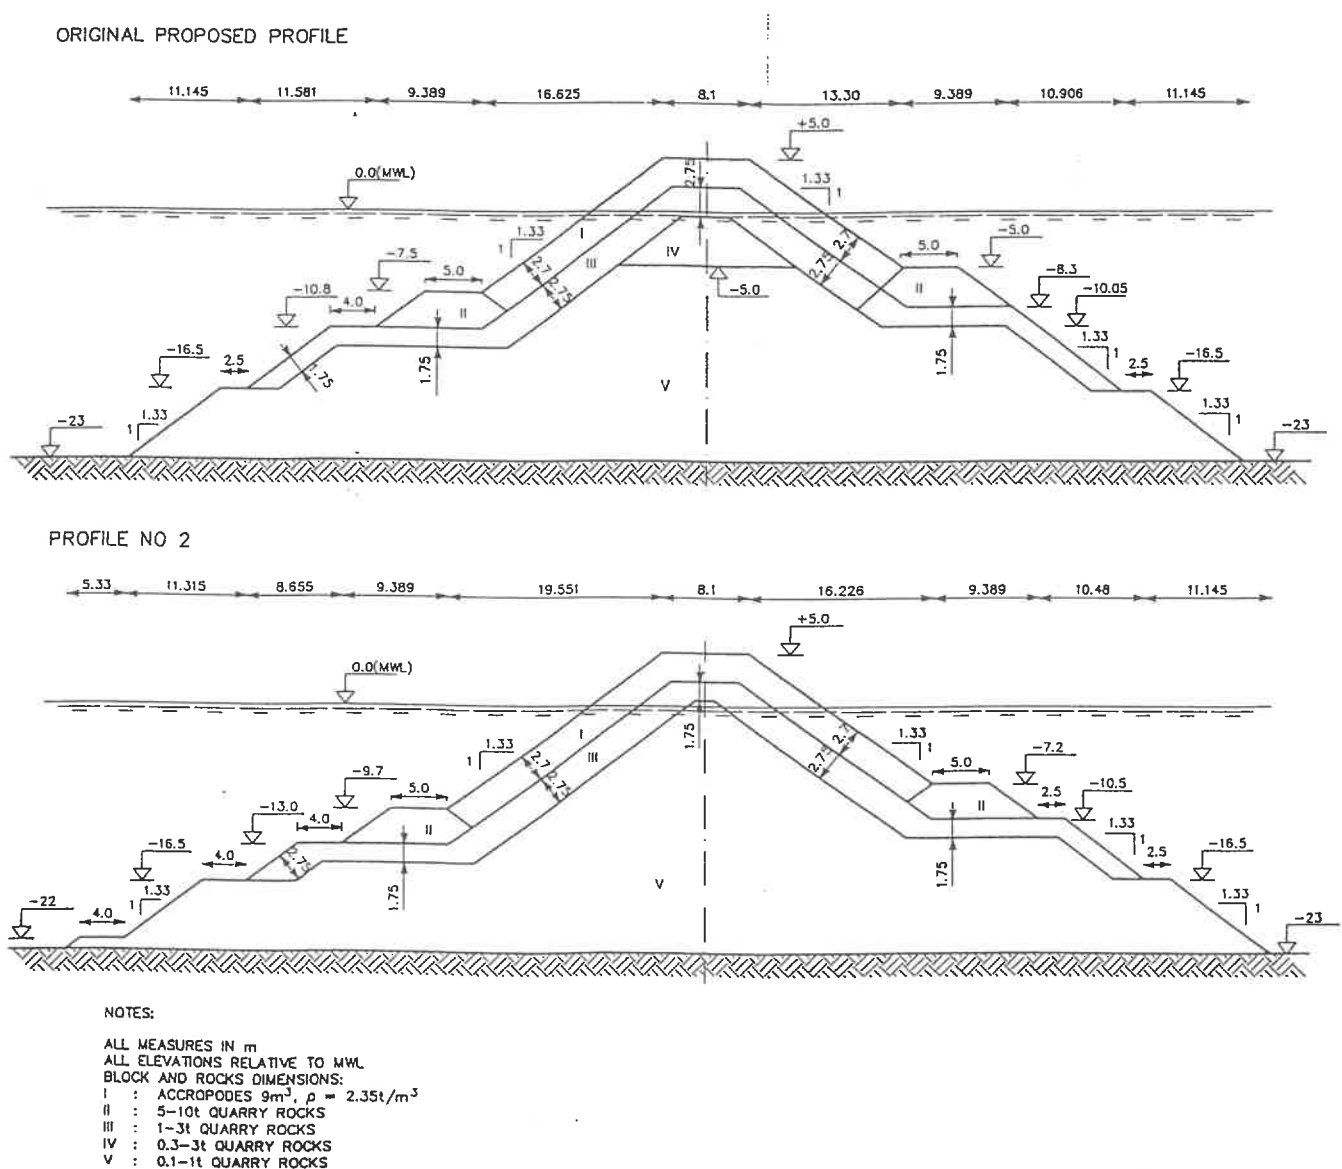 ORIGINAL PROPOSED PROFILE
11.145 11.581 9.389 16.625 8.1 13.30 9.389 10.906 11.145
+5.0
2.75
0.0(MWL)
1.33
1
1.33
1
I
5.0
-5.0
IV
-7.5
5.0
2.7
III
2.7
2.75
-8.3
-10.8
4.0
2.75
-5.0
II
-10.05
II
-16.5
2.5
1.75
1.75
1.75
1.33
1
2.5
-16.5
V
1.33
1
1.33
1
-23
-23
PROFILE NO 2
5.33 11.315 8.655 9.389 19.551 8.1 16.226 9.389 10.48 11.145
+5.0
0.0(MWL)
1.33
1
I
1.75
2.7
1.33
1
-7.2
-9.7
5.0
2.7
III
2.75
2.75
5.0
-10.5
-13.0
4.0
II
II
2.5
-16.5
4.0
2.75
1.75
1.75
1.33
1
2.5
-16.5
1.33
1
V
1.33
1
-22
4.0
-23
NOTES:
ALL MEASURES IN m
ALL ELEVATIONS RELATIVE TO MWL
BLOCK AND ROCKS DIMENSIONS:
I : ACCROPODES 9m³, ρ = 2.35t/m³
II : 5-10t QUARRY ROCKS
III : 1-3t QUARRY ROCKS
IV : 0.3-3t QUARRY ROCKS
V : 0.1-1t QUARRY ROCKS